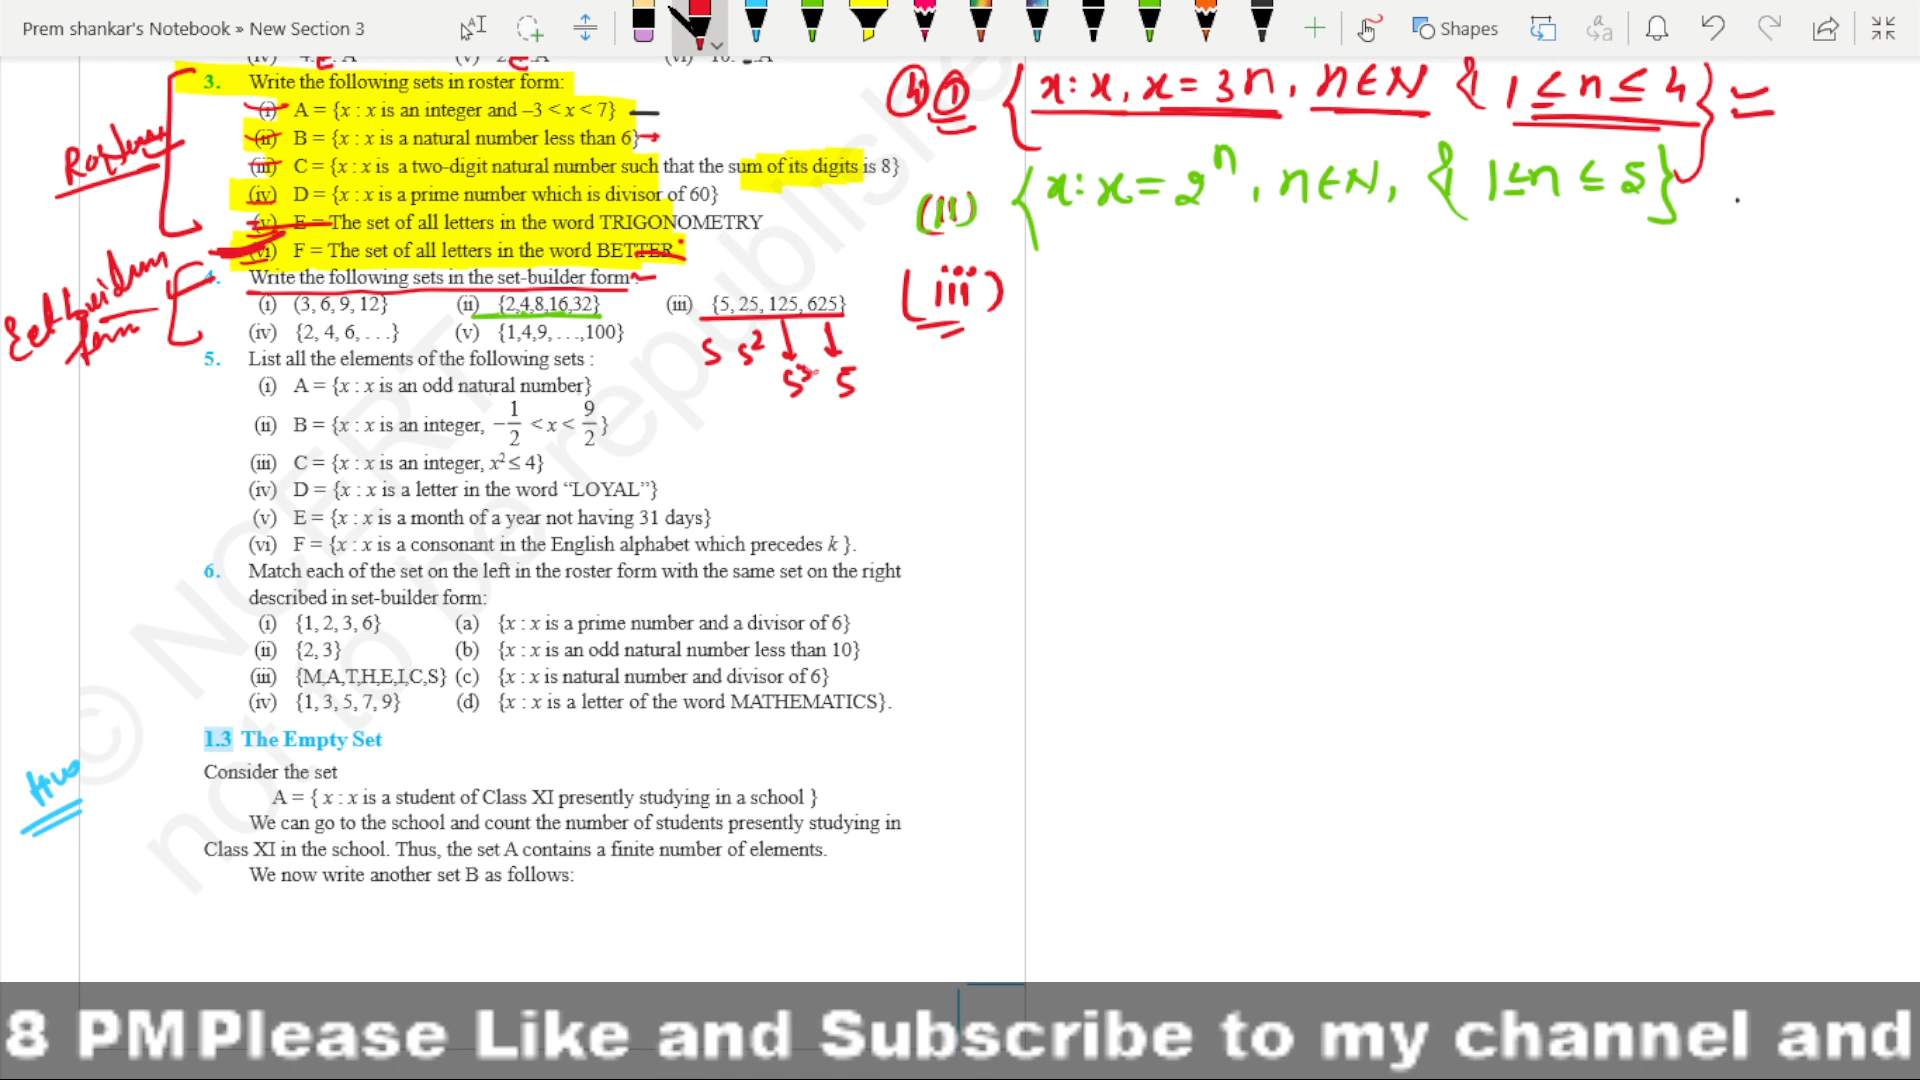 Prem shankar's Notebook » New Section 3
Shapes
3. Write the following sets in roster form:
(i) A = {x : x is an integer and –3 < x < 7}
(ii) B = {x : x is a natural number less than 6}
(iii) C = {x : x is a two-digit natural number such that the sum of its digits is 8}
(iv) D = {x : x is a prime number which is divisor of 60}
(v) E = The set of all letters in the word TRIGONOMETRY
(vi) F = The set of all letters in the word BETTER
4. Write the following sets in the set-builder form :
(i) (3, 6, 9, 12} (ii) {2,4,8,16,32} (iii) {5, 25, 125, 625}
(iv) {2, 4, 6, . . .} (v) {1,4,9, . . .,100}
5 5²
5³ 5
5. List all the elements of the following sets :
(i) A = {x : x is an odd natural number}
(ii) B = {x : x is an integer, –1/2 < x < 9/2}
(iii) C = {x : x is an integer, x² ≤ 4}
(iv) D = {x : x is a letter in the word “LOYAL”}
(v) E = {x : x is a month of a year not having 31 days}
(vi) F = {x : x is a consonant in the English alphabet which precedes k }.
6. Match each of the set on the left in the roster form with the same set on the right
described in set-builder form:
(i) {1, 2, 3, 6} (a) {x : x is a prime number and a divisor of 6}
(ii) {2, 3} (b) {x : x is an odd natural number less than 10}
(iii) {M,A,T,H,E,I,C,S} (c) {x : x is natural number and divisor of 6}
(iv) {1, 3, 5, 7, 9} (d) {x : x is a letter of the word MATHEMATICS}.
1.3 The Empty Set
Consider the set
A = { x : x is a student of Class XI presently studying in a school }
We can go to the school and count the number of students presently studying in
Class XI in the school. Thus, the set A contains a finite number of elements.
We now write another set B as follows:
© NCERT
not to be republished
4 (i) {x : x, x = 3n, n ∈ N & 1 ≤ n ≤ 4}
(ii) {x : x = 2ⁿ, n ∈ N, & 1 ≤ n ≤ 5}
(iii)
8 PM Please Like and Subscribe to my channel and